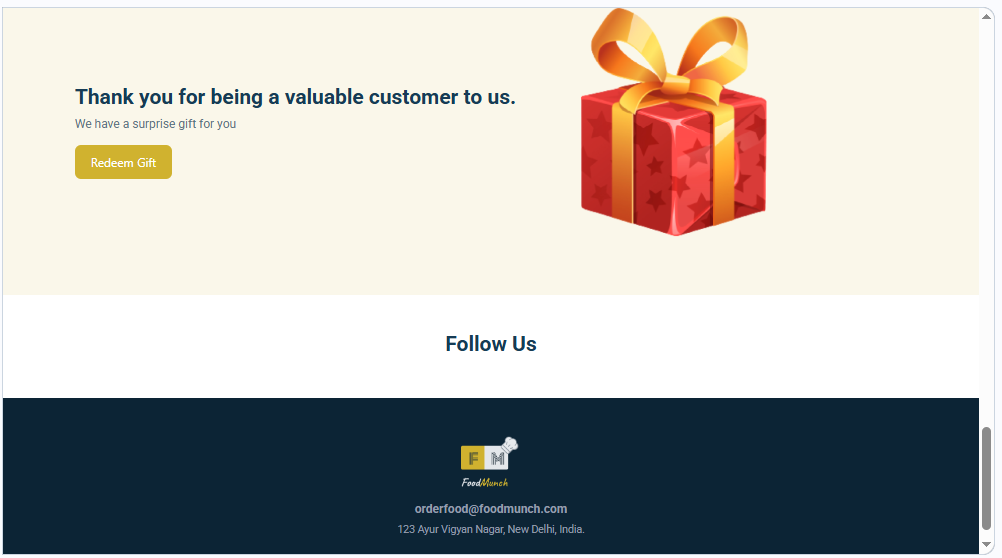 Thank you for being a valuable customer to us.
We have a surprise gift for you
Redeem Gift
Follow Us
F M
FoodMunch
orderfood@foodmunch.com
123 Ayur Vigyan Nagar, New Delhi, India.